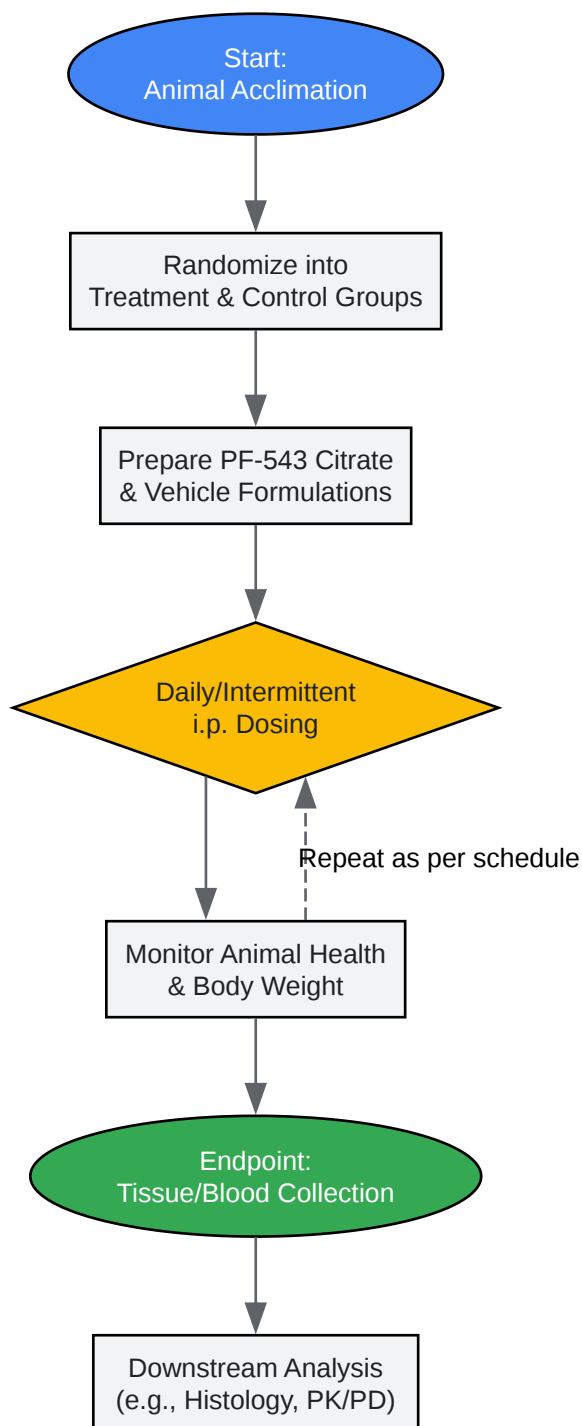 Start:
Animal Acclimation
Randomize into
Treatment & Control Groups
Prepare PF-543 Citrate
& Vehicle Formulations
Daily/Intermittent
i.p. Dosing
Repeat as per schedule
Monitor Animal Health
& Body Weight
Endpoint:
Tissue/Blood Collection
Downstream Analysis
(e.g., Histology, PK/PD)